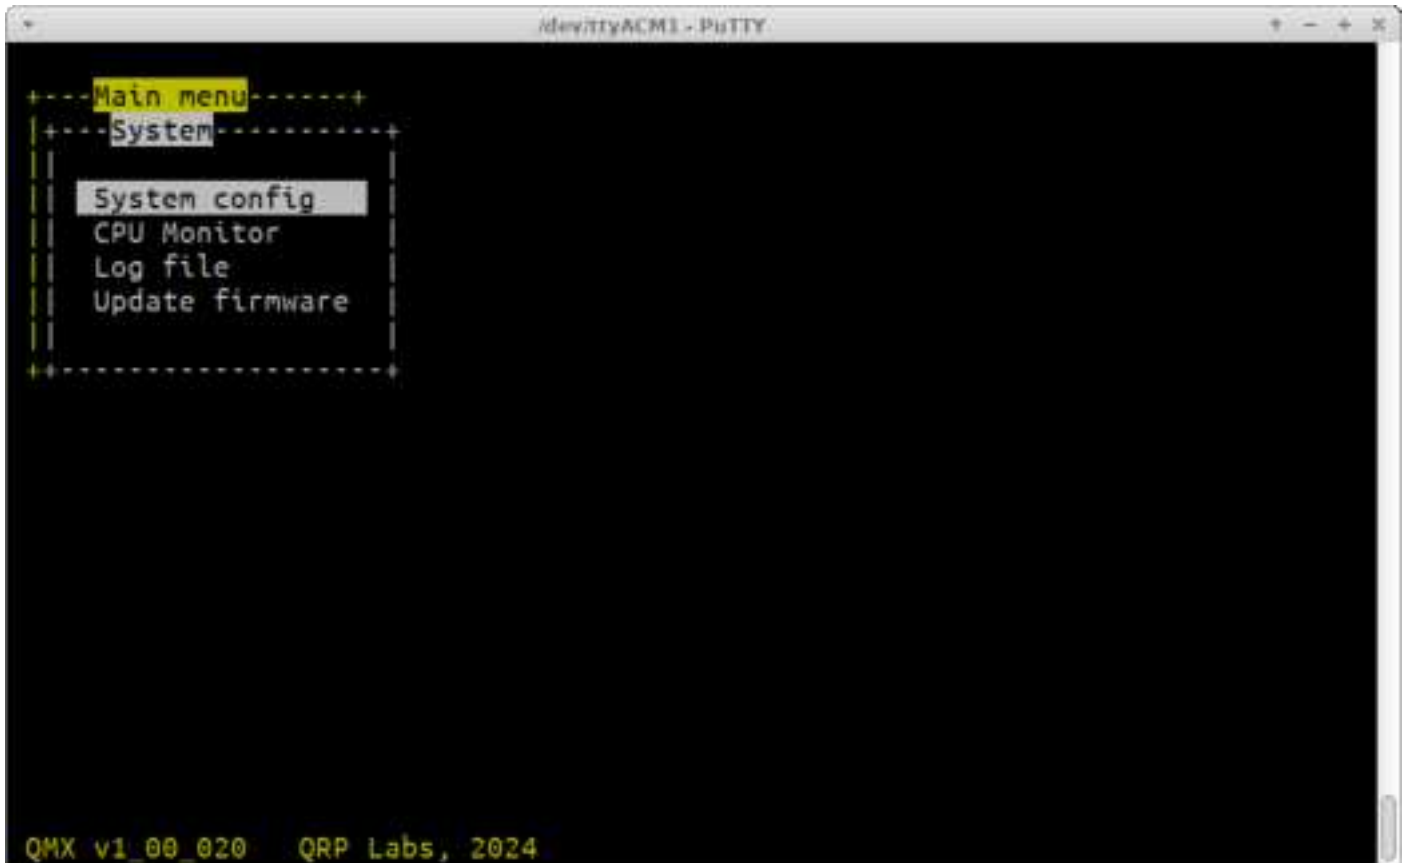 /dev/ttyACM1 - PuTTY
Main menu
System
System config
CPU Monitor
Log file
Update firmware
QMX v1_00_020 QRP Labs, 2024